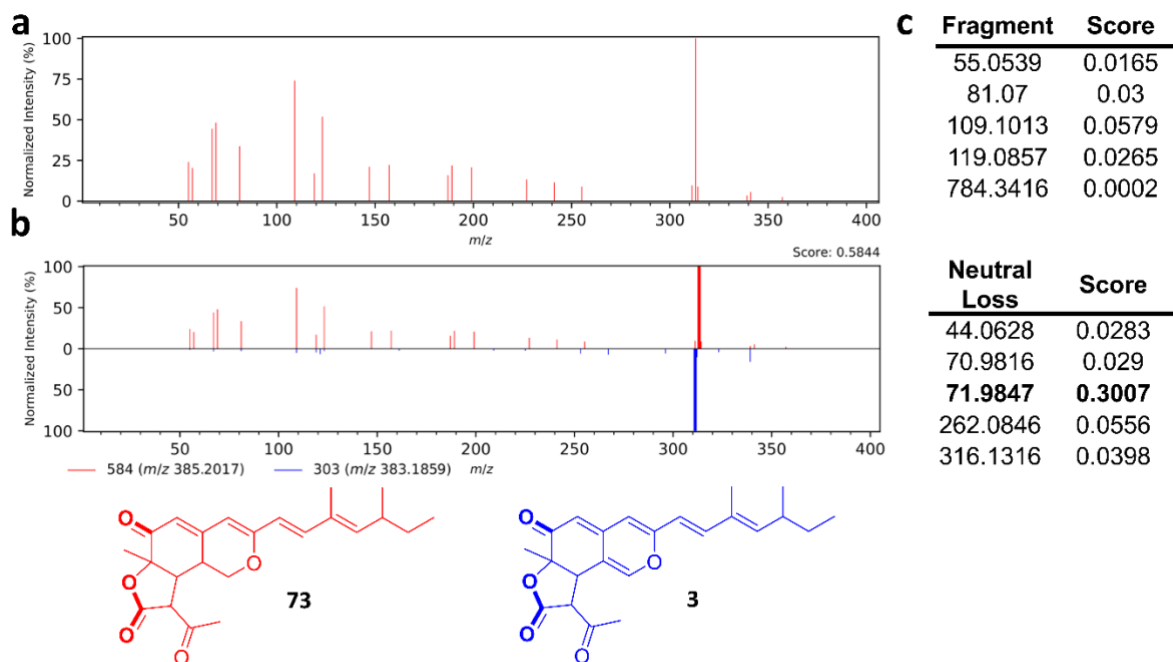 a
Normalized Intensity (%)
100
75
50
25
0
50 100 150 200 250 300 350 400
m/z
b
Score: 0.5844
Normalized Intensity (%)
100
50
0
50
100
50 100 150 200 250 300 350 400
584 (m/z 385.2017) 303 (m/z 383.1859) m/z
O
O
O
O
O
73
O
O
O
O
O
3
c
Fragment Score
55.0539 0.0165
81.07 0.03
109.1013 0.0579
119.0857 0.0265
784.3416 0.0002
Neutral
Loss Score
44.0628 0.0283
70.9816 0.029
71.9847 0.3007
262.0846 0.0556
316.1316 0.0398